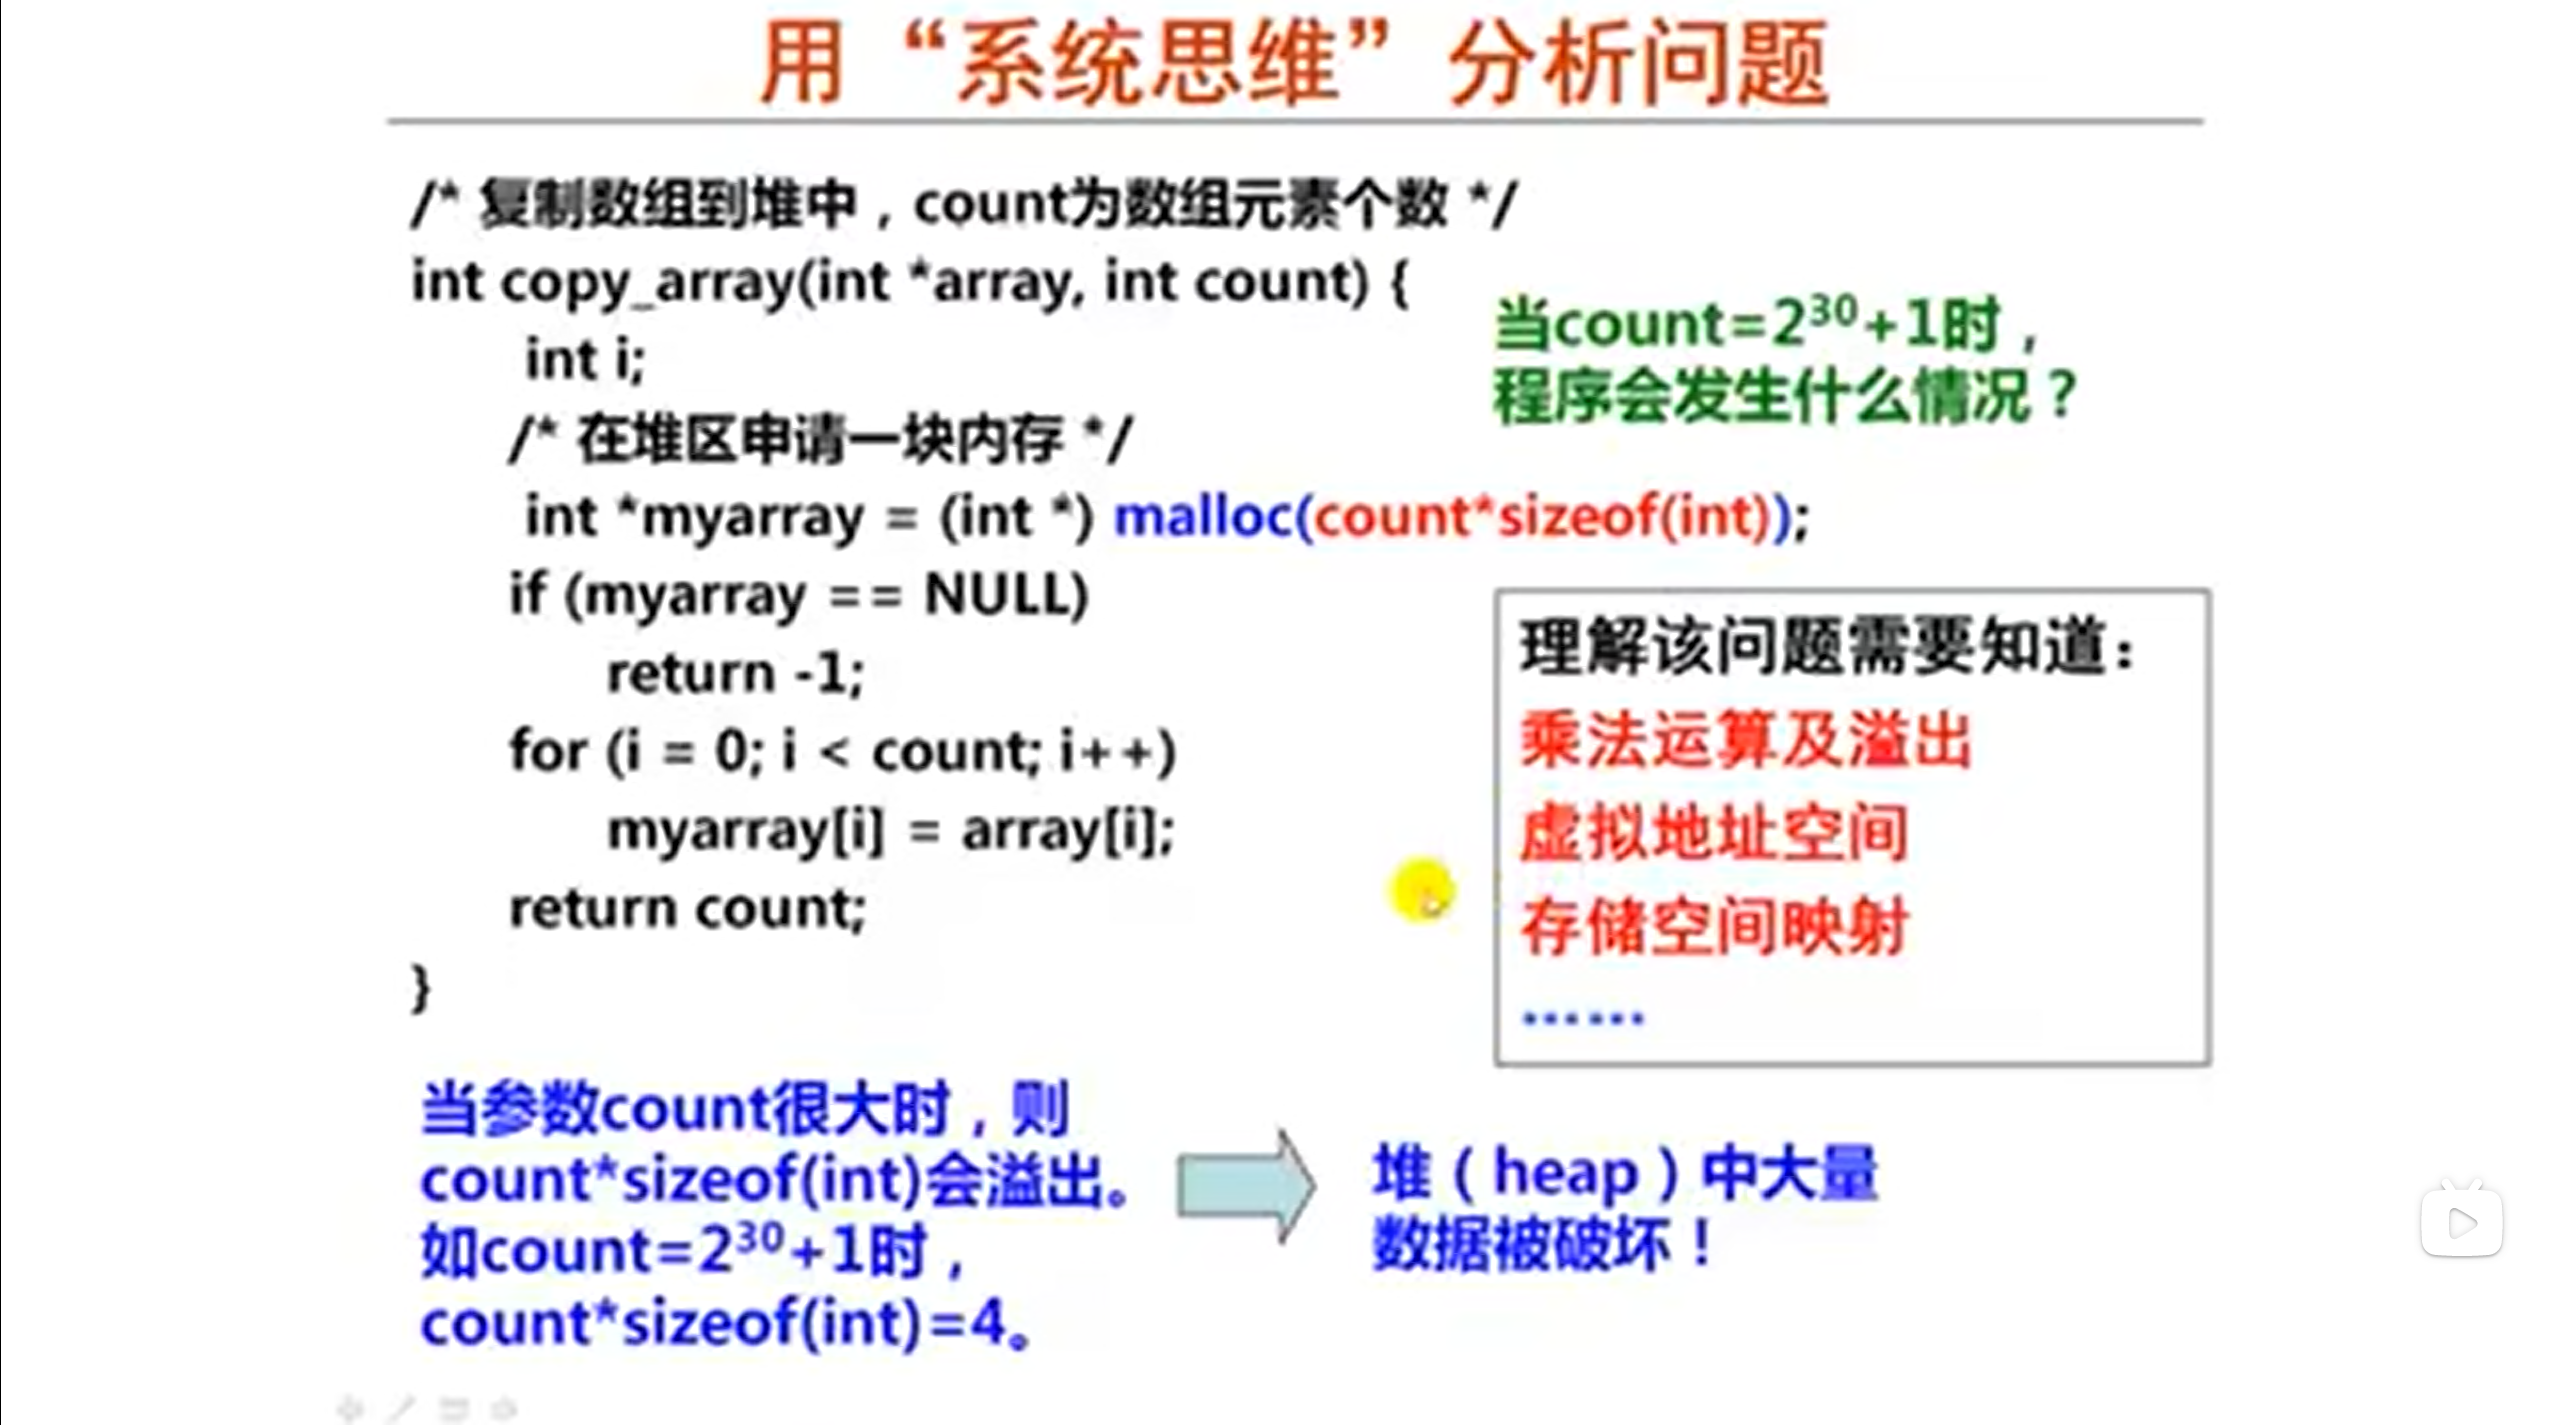 用“系统思维”分析问题
/* 复制数组到堆中，count为数组元素个数 */
int copy_array(int *array, int count) {
int i;
/* 在堆区申请一块内存 */
int *myarray = (int *) malloc(count*sizeof(int));
if (myarray == NULL)
return -1;
for (i = 0; i < count; i++)
myarray[i] = array[i];
return count;
}
当count=2³⁰+1时，
程序会发生什么情况？
理解该问题需要知道：
乘法运算及溢出
虚拟地址空间
存储空间映射
……
当参数count很大时，则
count*sizeof(int)会溢出。
如count=2³⁰+1时，
count*sizeof(int)=4。
堆（heap）中大量
数据被破坏！